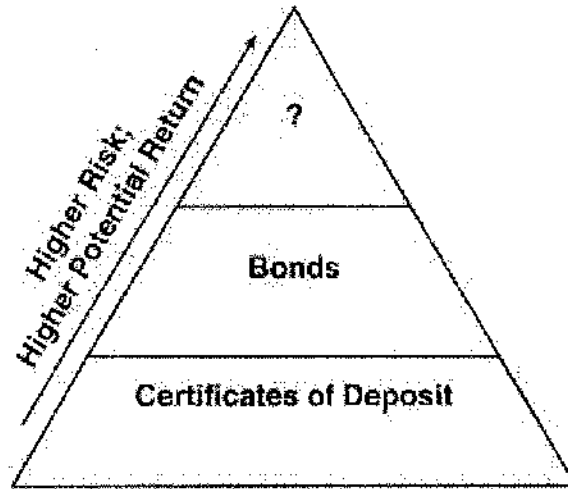 ?
Higher Risk;
Higher Potential Return
Bonds
Certificates of Deposit